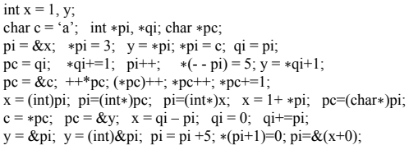 int x = 1, y;
char c = ‘a’;   int *pi, *qi; char *pc;
pi = &x;   *pi = 3;   y = *pi; *pi = c;  qi = pi;
pc = qi;   *qi+=1;   pi++;   *(- - pi) = 5; y = *qi+1;
pc = &c;  ++*pc; (*pc)++; *pc++; *pc+=1;
x = (int)pi;  pi=(int*)pc;   pi=(int*)x;   x = 1+ *pi;   pc=(char*)pi;
c = *pc;   pc = &y;   x = qi – pi;   qi = 0;   qi+=pi;
y = &pi;  y = (int)&pi;  pi = pi +5; *(pi+1)=0; pi=&(x+0);